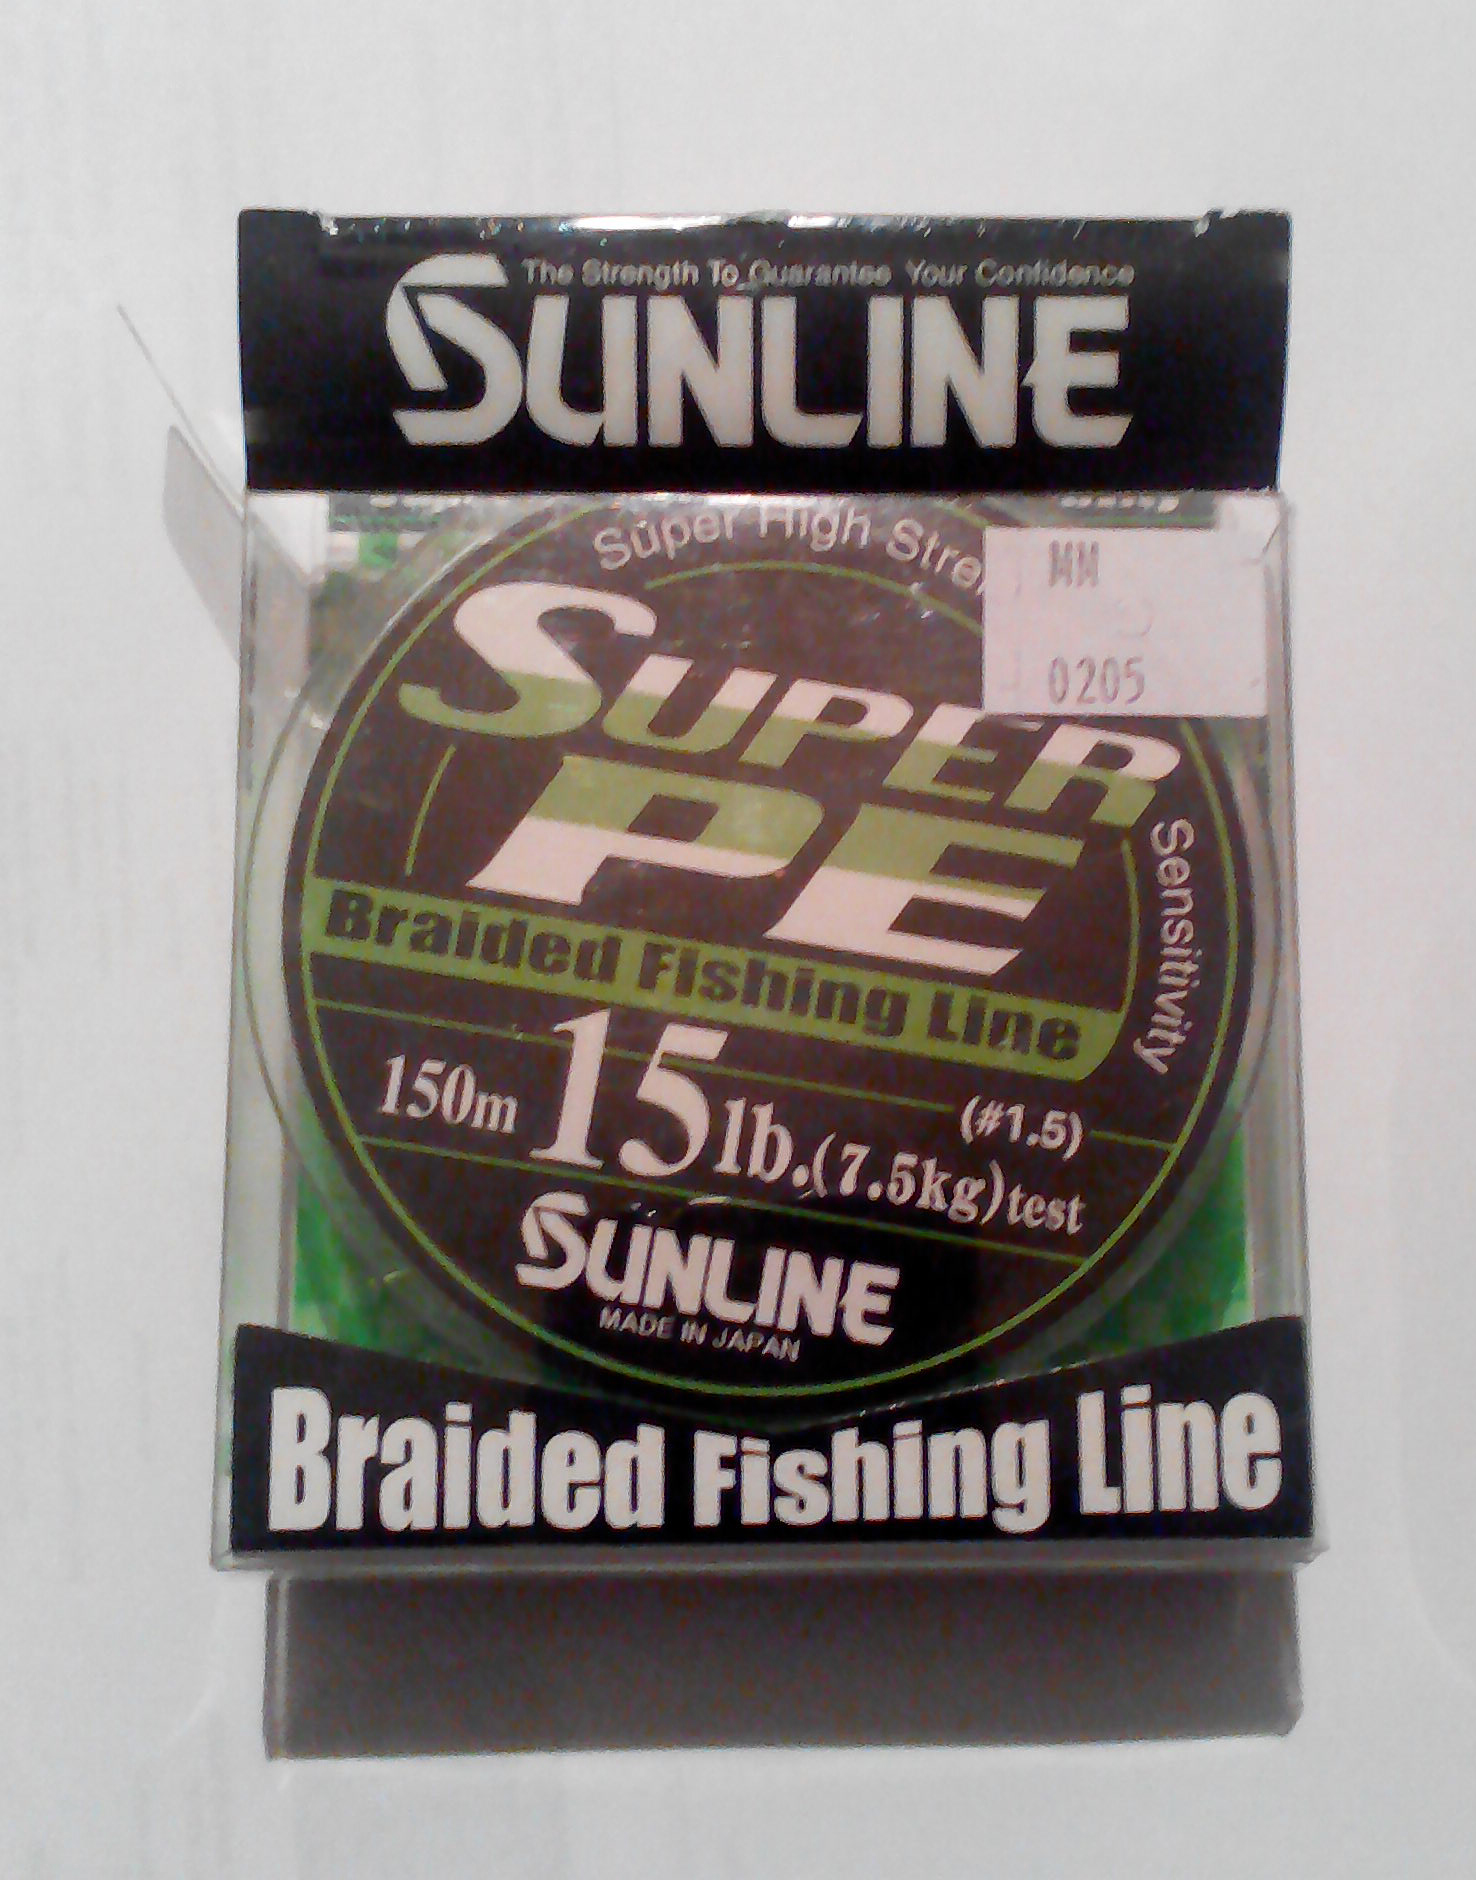 The Strength To Guarantee Your Confidence
SUNLINE
Super High
MM
0205
SUPER
PE
Sensitivity
Braided Fishing Line
(#1.5)
150m 15lb.(7.5kg)test
SUNLINE
MADE IN JAPAN
Braided Fishing Line